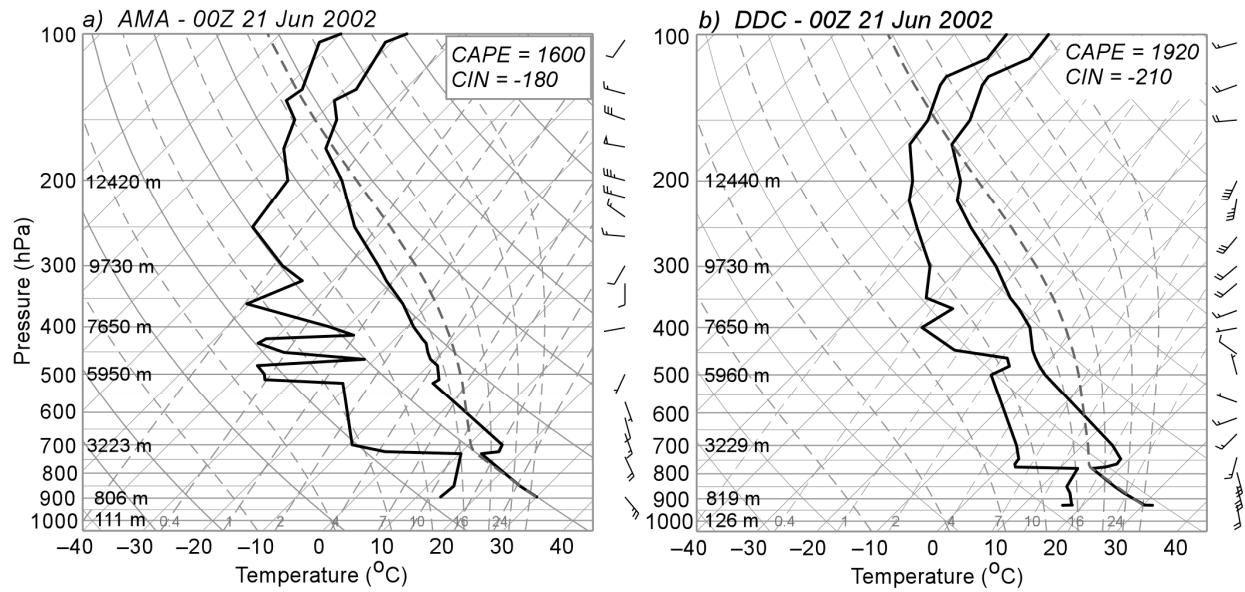 a) AMA - 00Z 21 Jun 2002
CAPE = 1600
CIN = -180
Pressure (hPa)
100
200
300
400
500
600
700
800
900
1000
12420 m
9730 m
7650 m
5950 m
3223 m
806 m
111 m
0.4 1 2 4 7 10 16 24
–40 –30 –20 –10 0 10 20 30 40
Temperature (°C)
b) DDC - 00Z 21 Jun 2002
CAPE = 1920
CIN = -210
100
200
300
400
500
600
700
800
900
1000
12440 m
9730 m
7650 m
5960 m
3229 m
819 m
126 m
0.4 1 2 4 7 10 16 24
–40 –30 –20 –10 0 10 20 30 40
Temperature (°C)